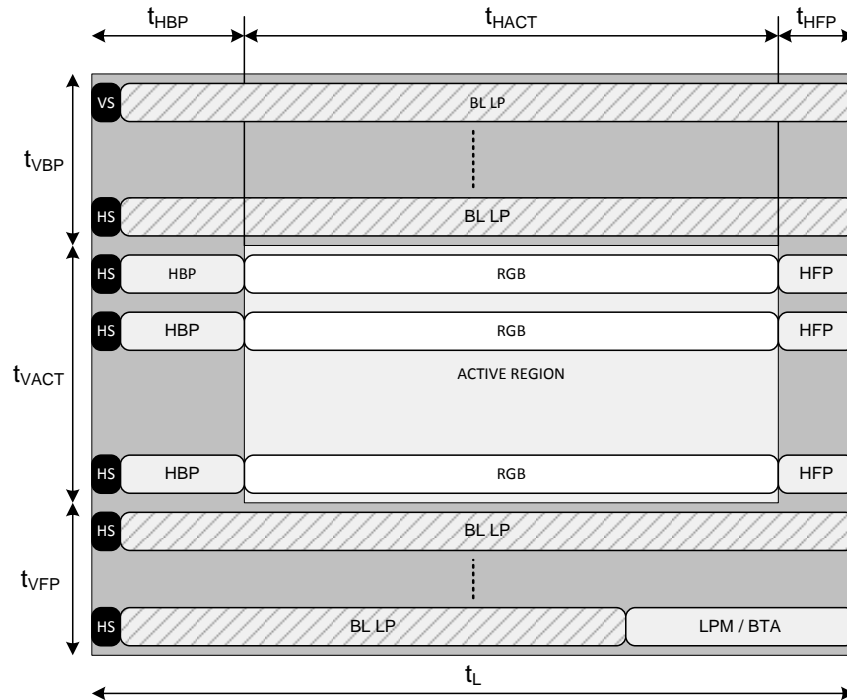 tHBP tHACT tHFP
VS BL LP
tVBP
HS BL LP
HS HBP RGB HFP
HS HBP RGB HFP
tVACT ACTIVE REGION
HS HBP RGB HFP
HS BL LP
tVFP
HS BL LP LPM / BTA
tL